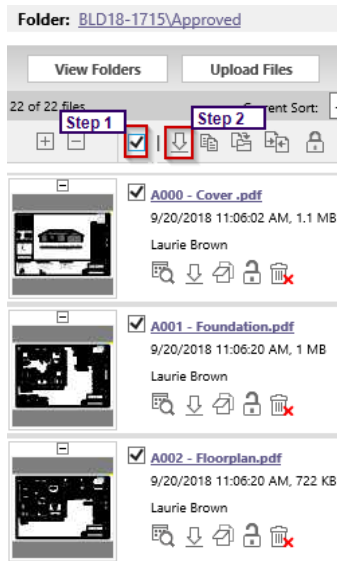 Folder: BLD18-1715\Approved
View Folders Upload Files
22 of 22 files Current Sort:
Step 1 Step 2
A000 - Cover .pdf
9/20/2018 11:06:02 AM, 1.1 MB
Laurie Brown
A001 - Foundation.pdf
9/20/2018 11:06:20 AM, 1 MB
Laurie Brown
A002 - Floorplan.pdf
9/20/2018 11:06:20 AM, 722 KB
Laurie Brown